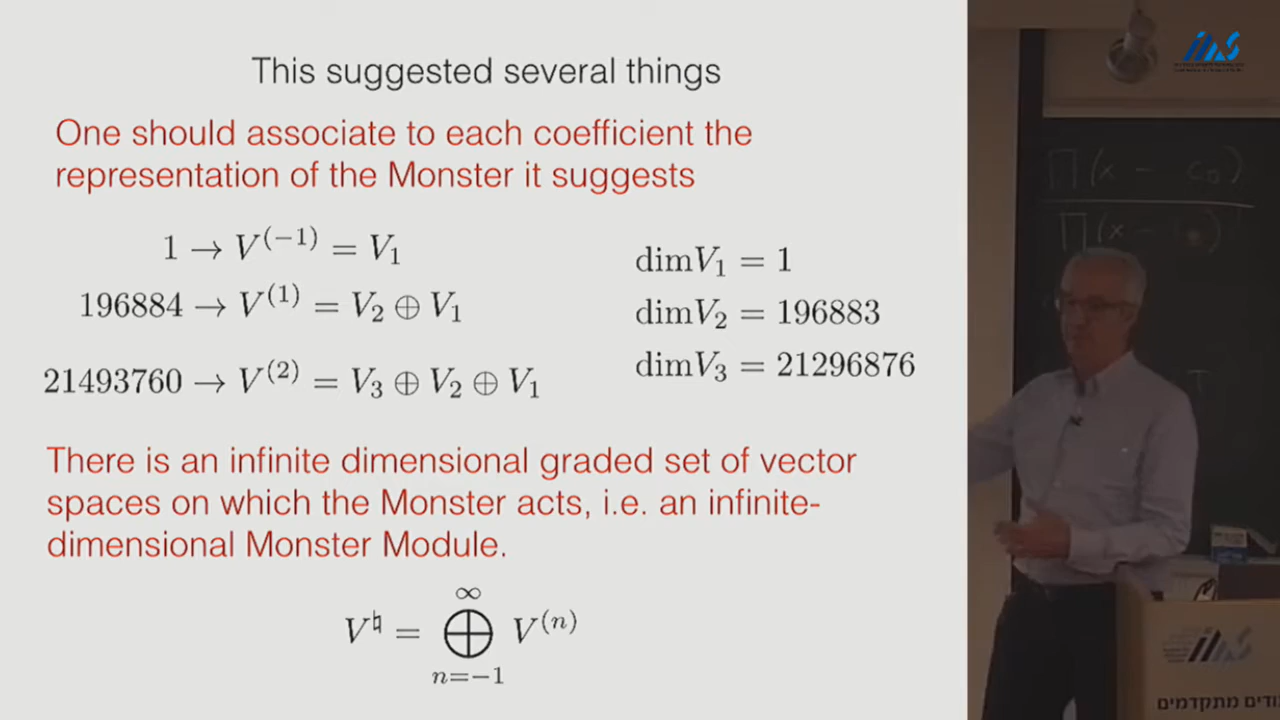 This suggested several things
One should associate to each coefficient the
representation of the Monster it suggests
1 → V^{(−1)} = V_1
196884 → V^{(1)} = V_2 ⊕ V_1
21493760 → V^{(2)} = V_3 ⊕ V_2 ⊕ V_1
dimV_1 = 1
dimV_2 = 196883
dimV_3 = 21296876
There is an infinite dimensional graded set of vector
spaces on which the Monster acts, i.e. an infinite-
dimensional Monster Module.
V^♮ = ⊕_{n=−1}^{∞} V^{(n)}
∏(x −
∏(x −
IIAS
מתקדמים